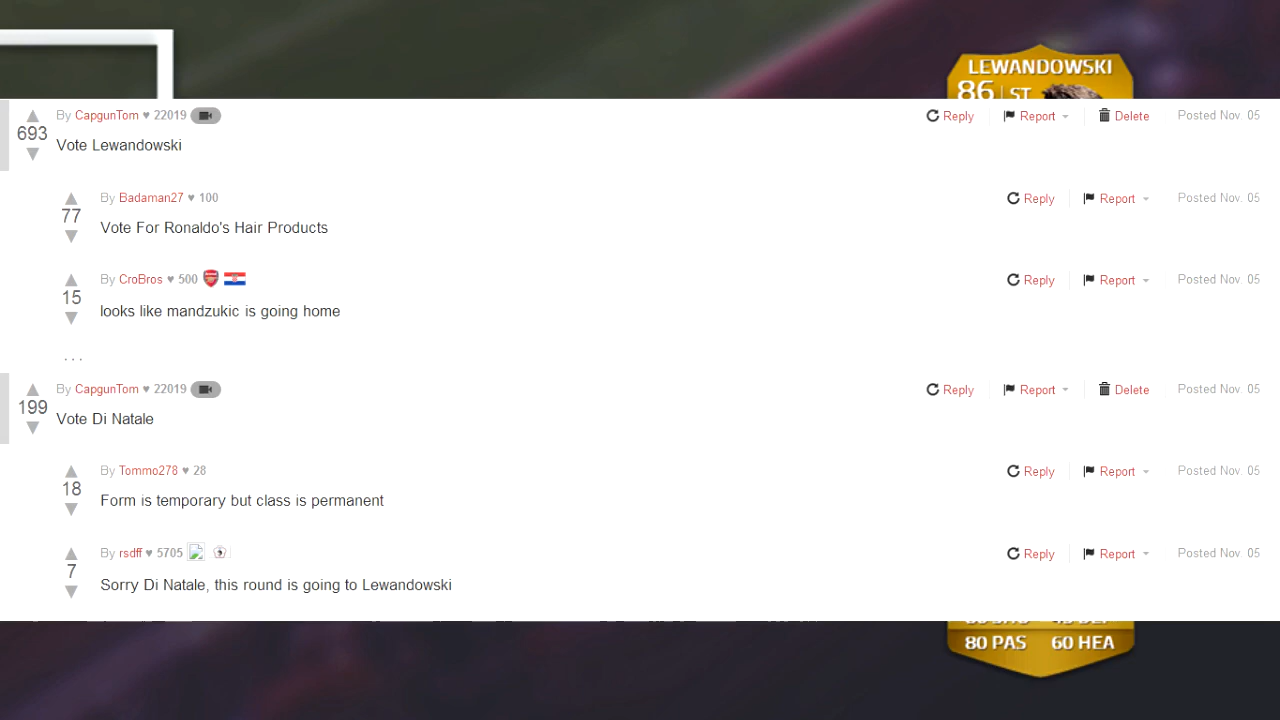 LEWANDOWSKI
86 ST
693
By CapgunTom ♥ 22019
Reply Report Delete Posted Nov. 05
Vote Lewandowski
77
By Badaman27 ♥ 100
Reply Report Posted Nov. 05
Vote For Ronaldo's Hair Products
15
By CroBros ♥ 500
Reply Report Posted Nov. 05
looks like mandzukic is going home
...
199
By CapgunTom ♥ 22019
Reply Report Delete Posted Nov. 05
Vote Di Natale
18
By Tommo278 ♥ 28
Reply Report Posted Nov. 05
Form is temporary but class is permanent
7
By rsdff ♥ 5705
Reply Report Posted Nov. 05
Sorry Di Natale, this round is going to Lewandowski
80 PAS 60 HEA